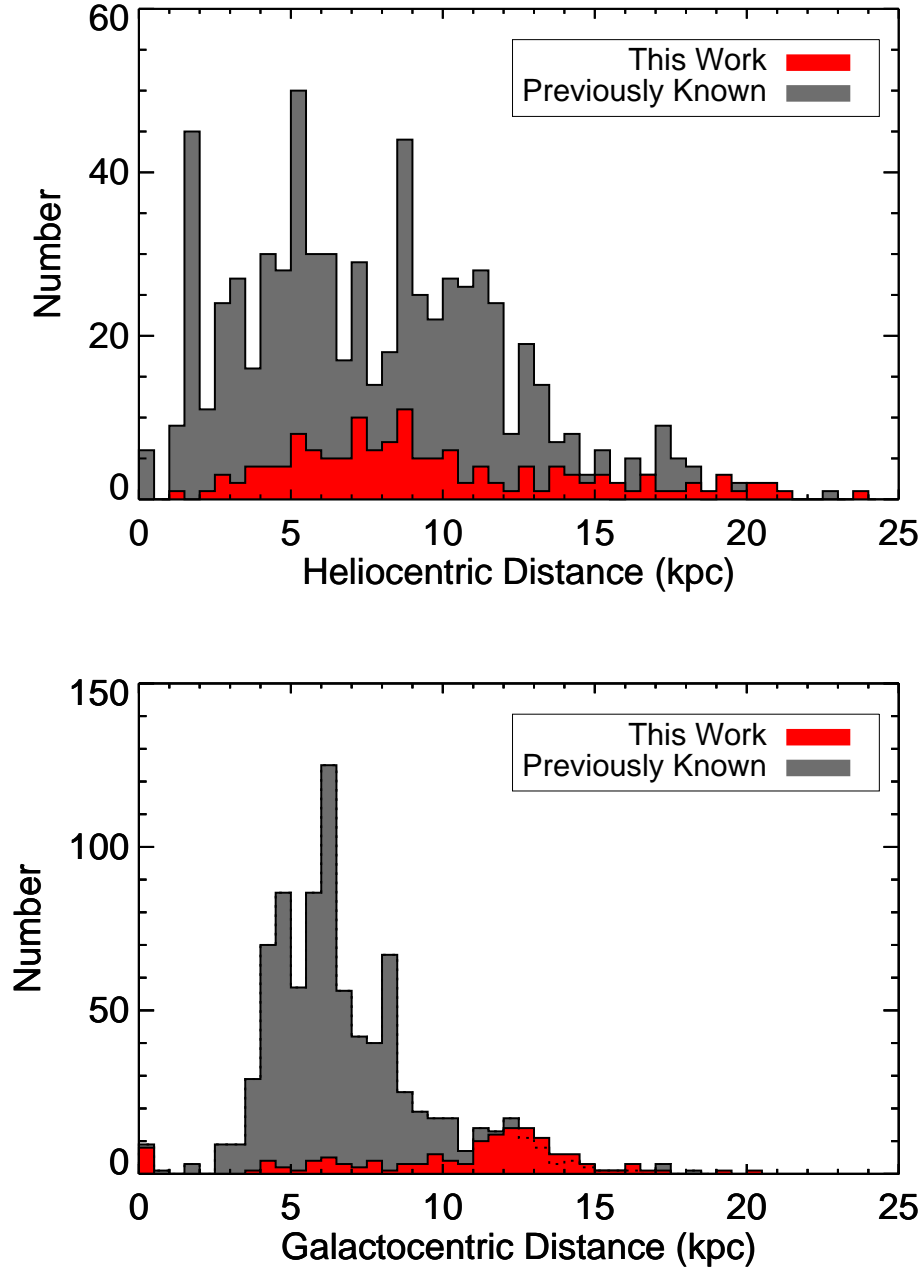 60
40
20
0
Number
This Work
Previously Known
0 5 10 15 20 25
Heliocentric Distance (kpc)
150
100
50
0
Number
This Work
Previously Known
0 5 10 15 20 25
Galactocentric Distance (kpc)